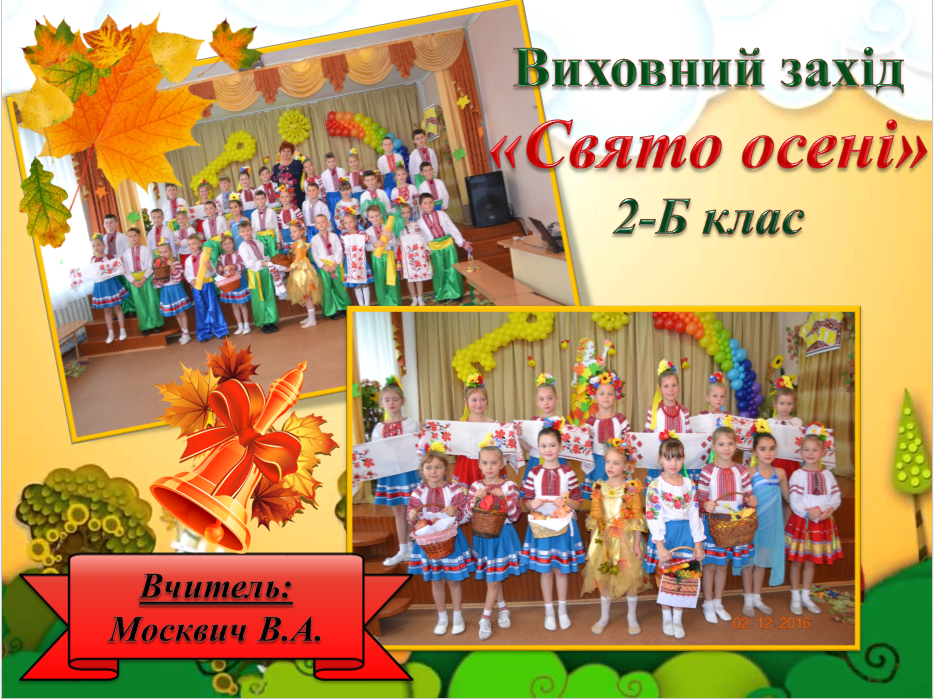 Виховний захід
«Свято осені»
2-Б клас
02. 12. 2016
Вчитель:
Москвич В.А.